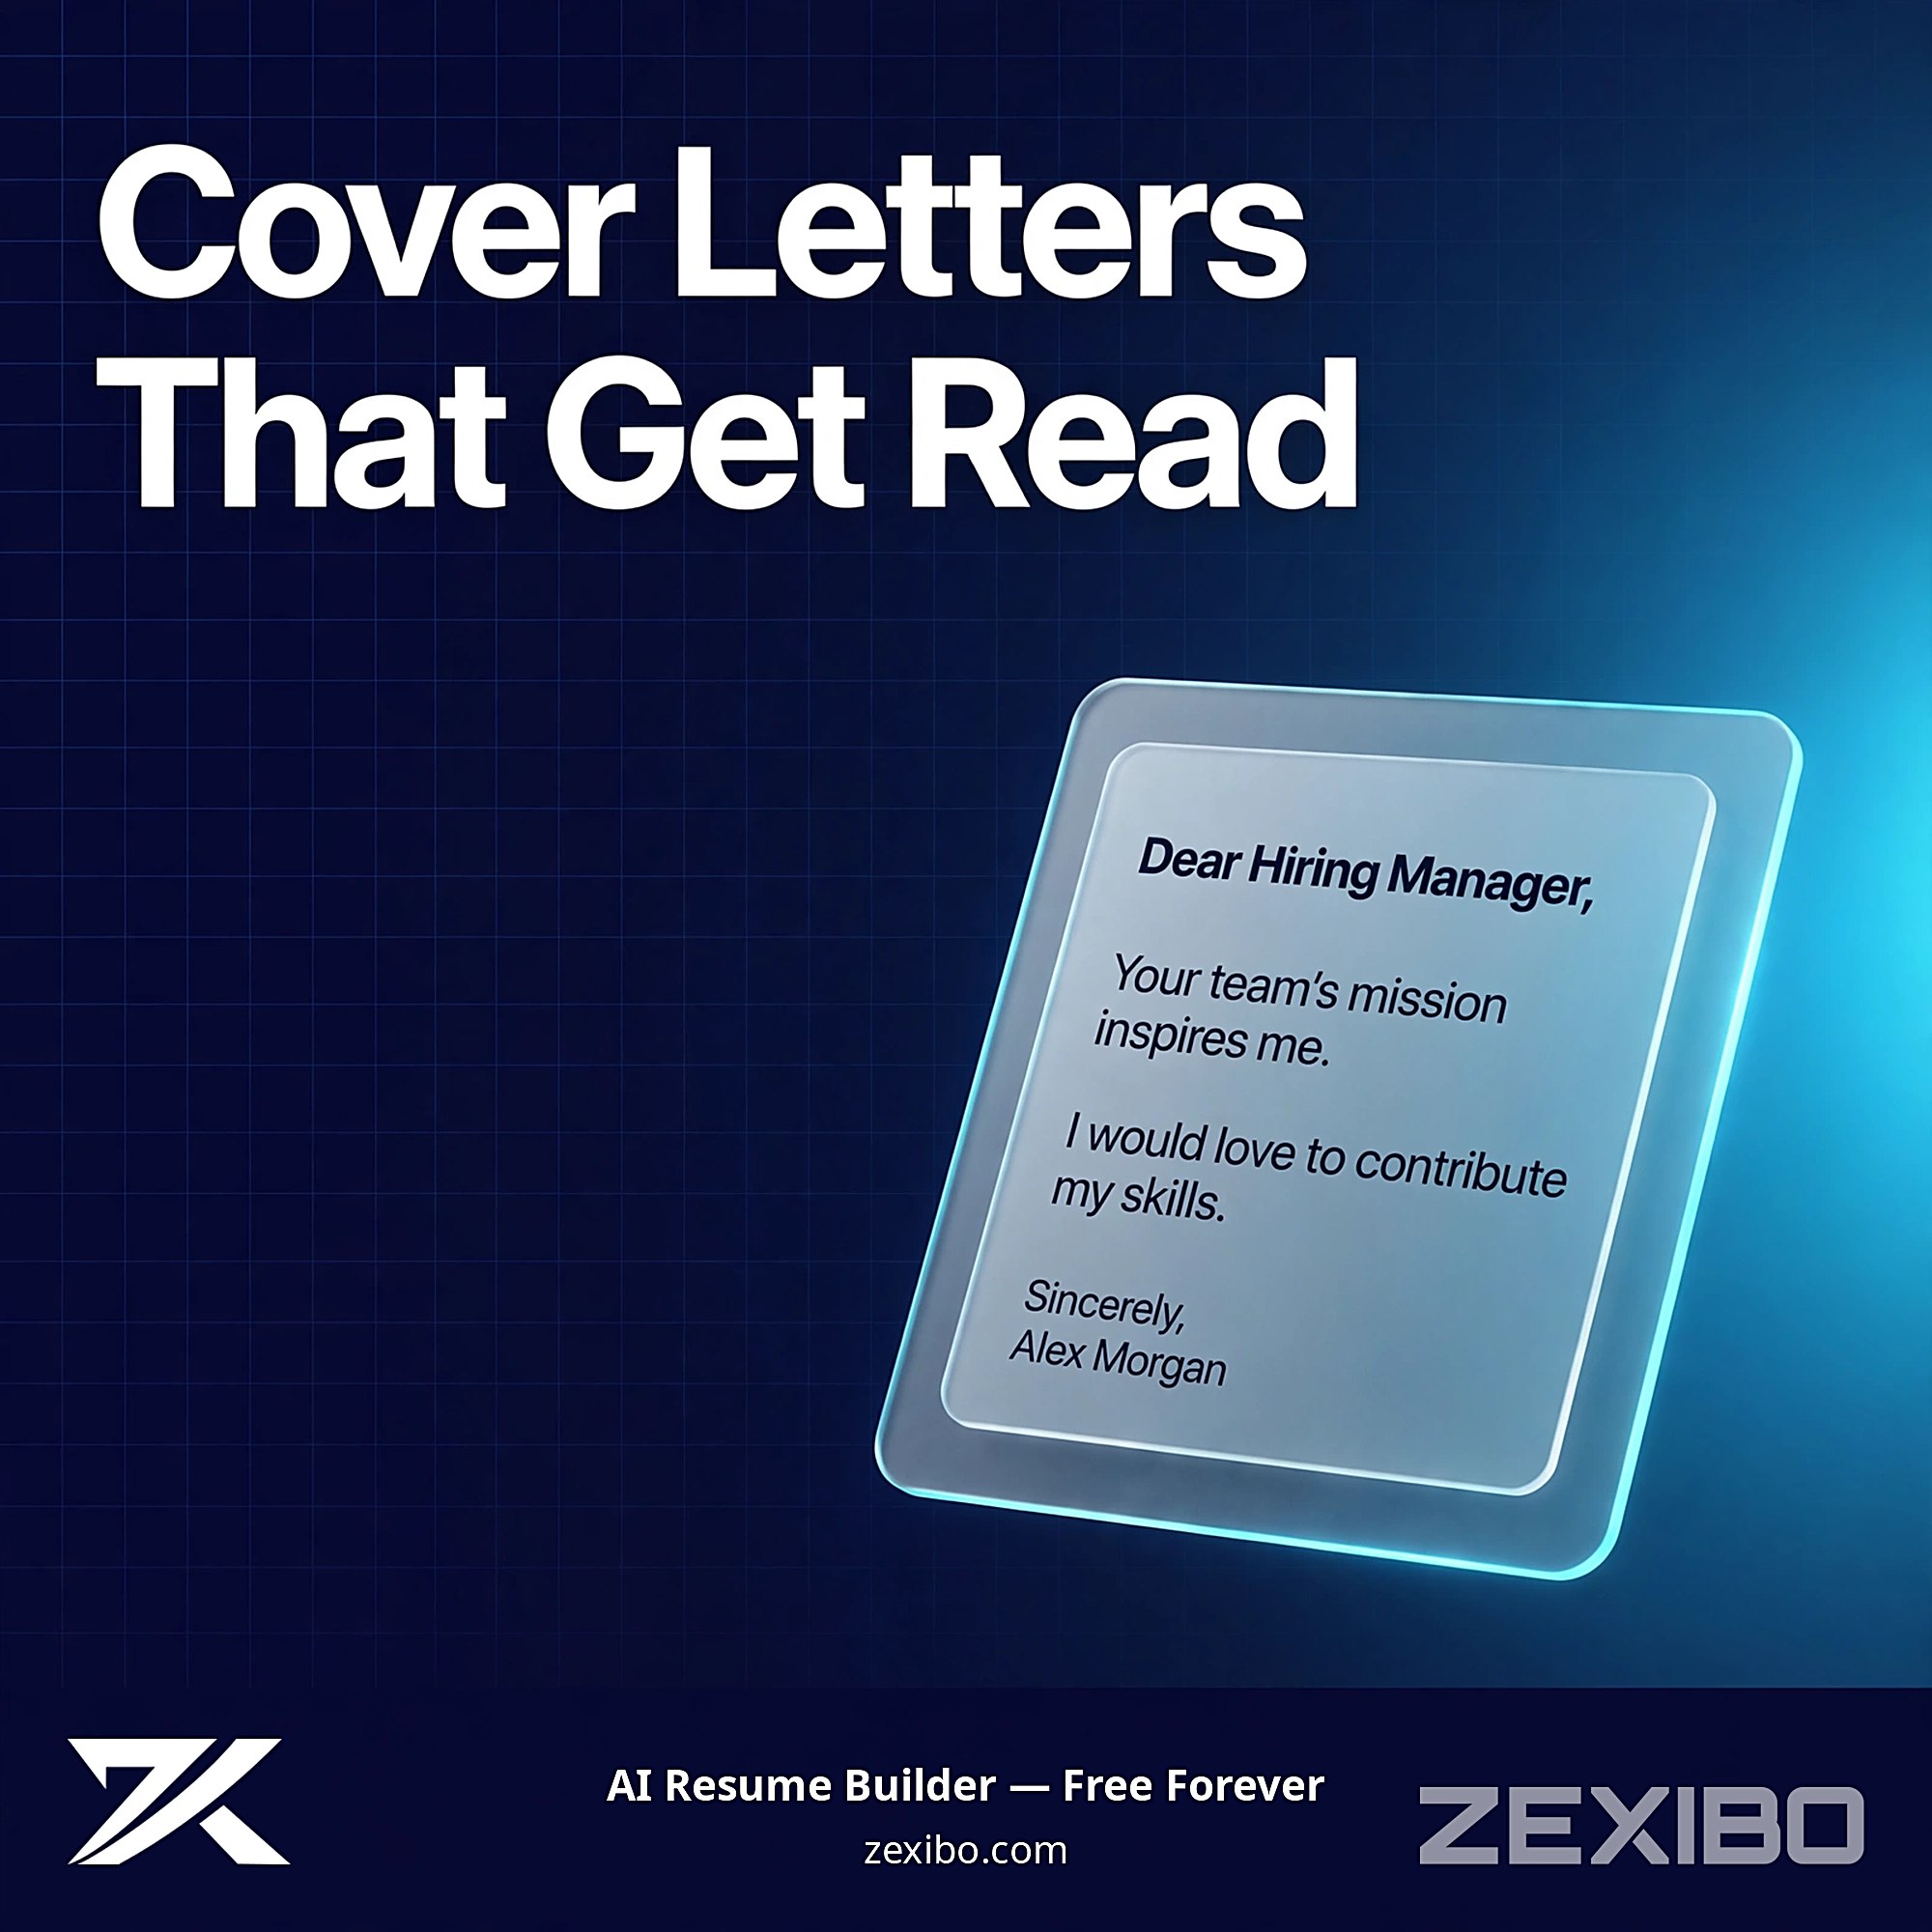 Cover Letters
That Get Read
Dear Hiring Manager,
Your team's mission
inspires me.
I would love to contribute
my skills.
Sincerely,
Alex Morgan
AI Resume Builder — Free Forever
zexibo.com
ZEXIBO